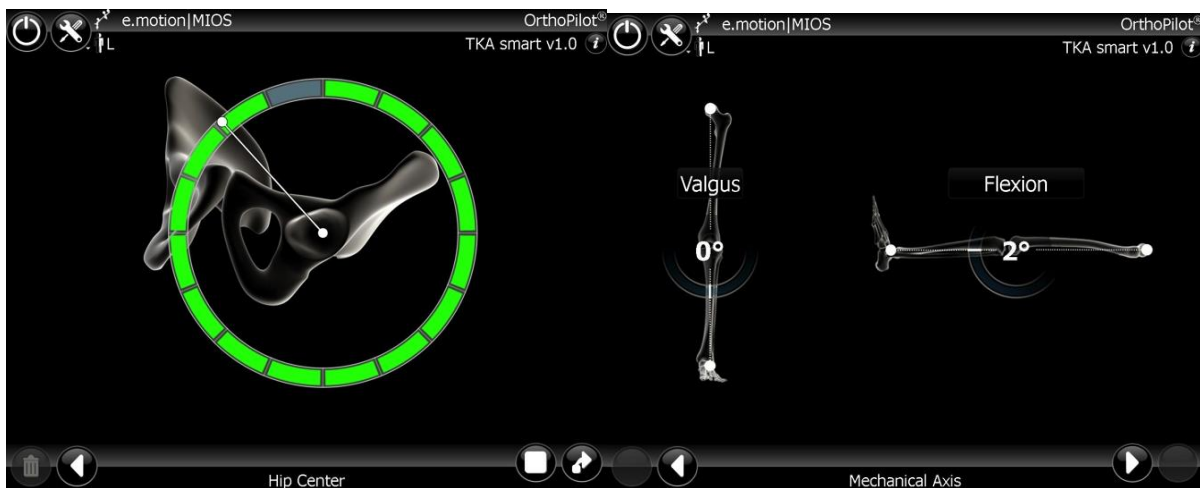 e.motion|MIOS
OrthoPilot®
L
TKA smart v1.0 i
Hip Center
e.motion|MIOS
OrthoPilot®
L
TKA smart v1.0 i
Valgus
0°
Flexion
2°
Mechanical Axis